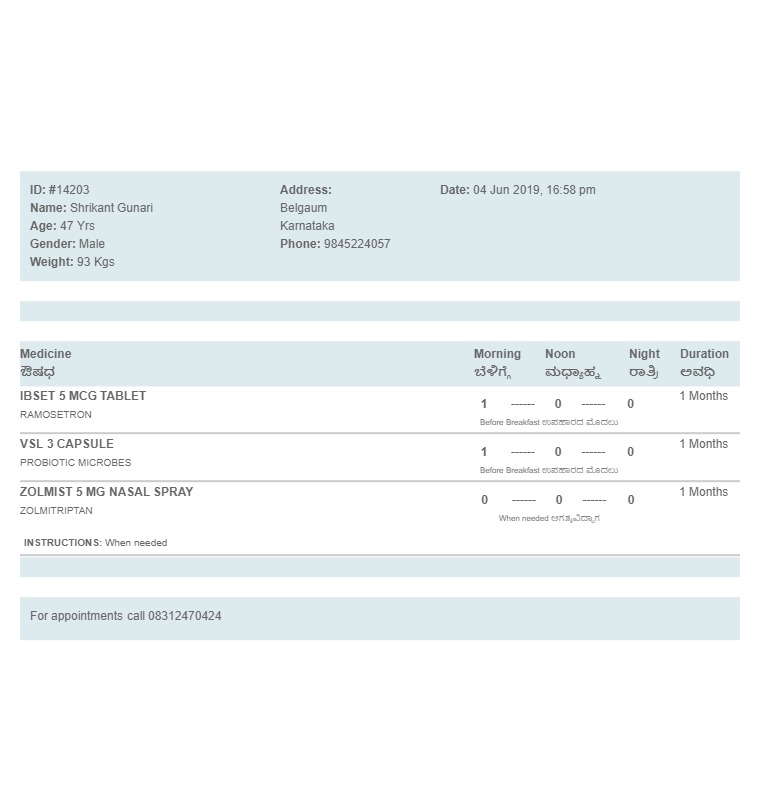 ID: #14203
Name: Shrikant Gunari
Age: 47 Yrs
Gender: Male
Weight: 93 Kgs
Address:
Belgaum
Karnataka
Phone: 9845224057
Date: 04 Jun 2019, 16:58 pm
Medicine Morning Noon Night Duration
ಔಷಧ ಬೆಳಿಗ್ಗೆ ಮಧ್ಯಾಹ್ನ ರಾತ್ರಿ ಅವಧಿ
IBSET 5 MCG TABLET 1 Months
1 ------ 0 ------ 0
RAMOSETRON
Before Breakfast ಉಪಹಾರದ ಮೊದಲು
VSL 3 CAPSULE 1 Months
1 ------ 0 ------ 0
PROBIOTIC MICROBES
Before Breakfast ಉಪಹಾರದ ಮೊದಲು
ZOLMIST 5 MG NASAL SPRAY 1 Months
0 ------ 0 ------ 0
ZOLMITRIPTAN
When needed ಅಗತ್ಯವಿದ್ದಾಗ
INSTRUCTIONS: When needed
For appointments call 08312470424